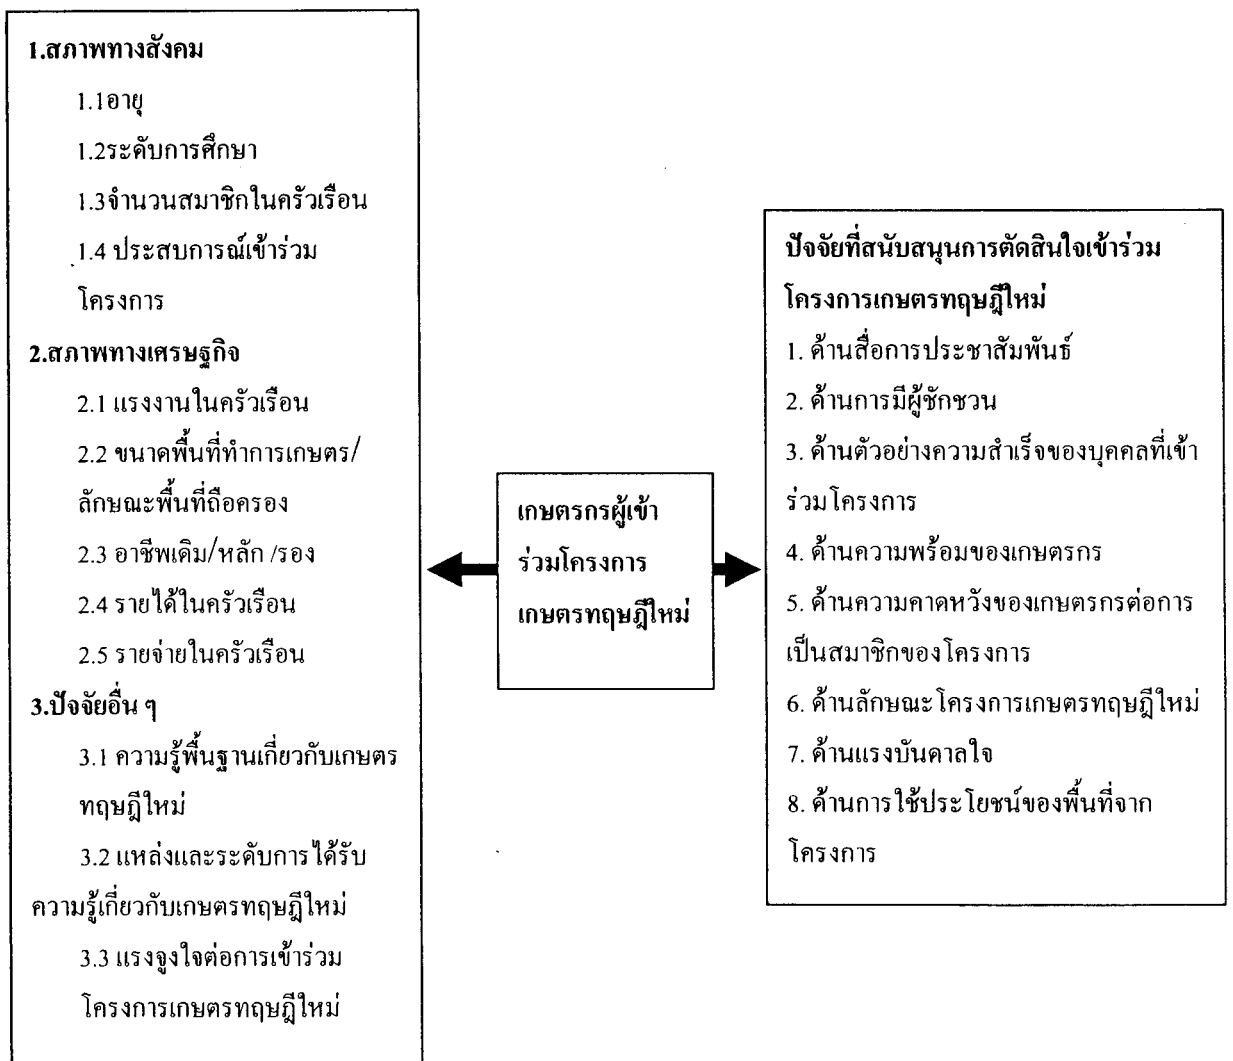 1.สภาพทางสังคม
1.1อายุ
1.2ระดับการศึกษา
1.3จำนวนสมาชิกในครัวเรือน
1.4 ประสบการณ์เข้าร่วม
โครงการ
2.สภาพทางเศรษฐกิจ
2.1 แรงงานในครัวเรือน
2.2 ขนาดพื้นที่ทำการเกษตร/
ลักษณะพื้นที่ถือครอง
2.3 อาชีพเดิม/หลัก /รอง
2.4 รายได้ในครัวเรือน
2.5 รายจ่ายในครัวเรือน
3.ปัจจัยอื่น ๆ
3.1 ความรู้พื้นฐานเกี่ยวกับเกษตร
ทฤษฎีใหม่
3.2 แหล่งและระดับการได้รับ
ความรู้เกี่ยวกับเกษตรทฤษฎีใหม่
3.3 แรงจูงใจต่อการเข้าร่วม
โครงการเกษตรทฤษฎีใหม่
เกษตรกรผู้เข้า
ร่วมโครงการ
เกษตรทฤษฎีใหม่
ปัจจัยที่สนับสนุนการตัดสินใจเข้าร่วม
โครงการเกษตรทฤษฎีใหม่
1. ด้านสื่อการประชาสัมพันธ์
2. ด้านการมีผู้ชักชวน
3. ด้านตัวอย่างความสำเร็จของบุคคลที่เข้า
ร่วมโครงการ
4. ด้านความพร้อมของเกษตรกร
5. ด้านความคาดหวังของเกษตรกรต่อการ
เป็นสมาชิกของโครงการ
6. ด้านลักษณะโครงการเกษตรทฤษฎีใหม่
7. ด้านแรงบันดาลใจ
8. ด้านการใช้ประโยชน์ของพื้นที่จาก
โครงการ